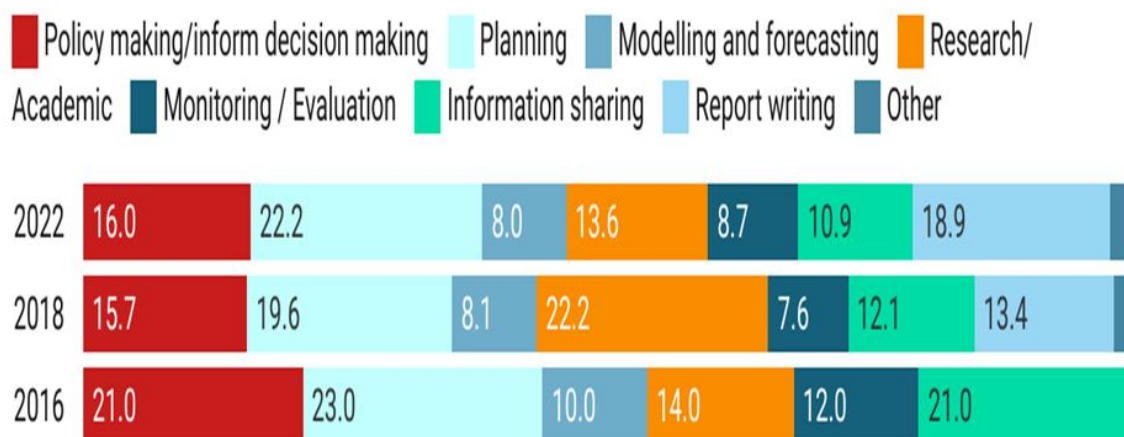 Policy making/inform decision making Planning Modelling and forecasting Research/
Academic Monitoring / Evaluation Information sharing Report writing Other
2022 16.0 22.2 8.0 13.6 8.7 10.9 18.9
2018 15.7 19.6 8.1 22.2 7.6 12.1 13.4
2016 21.0 23.0 10.0 14.0 12.0 21.0